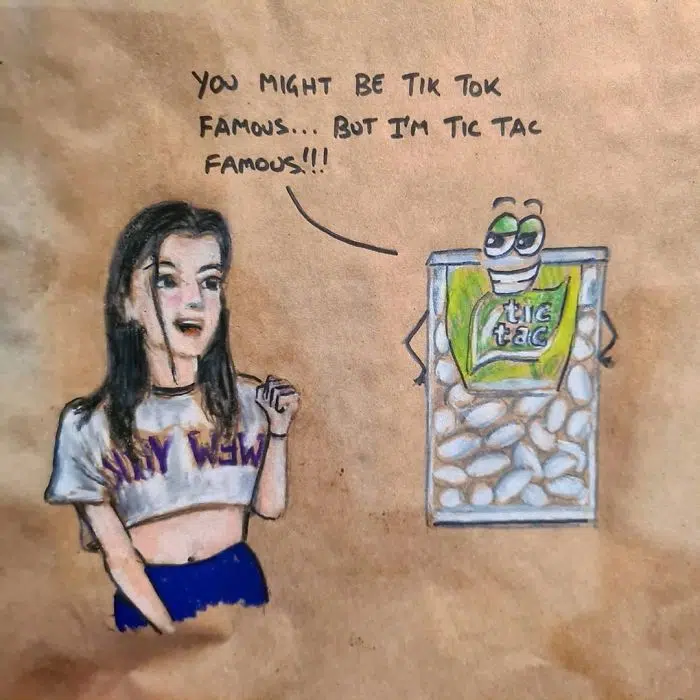 YOU MIGHT BE TIK TOK
FAMOUS... BUT I'M TIC TAC
FAMOUS!!!
tic
tac